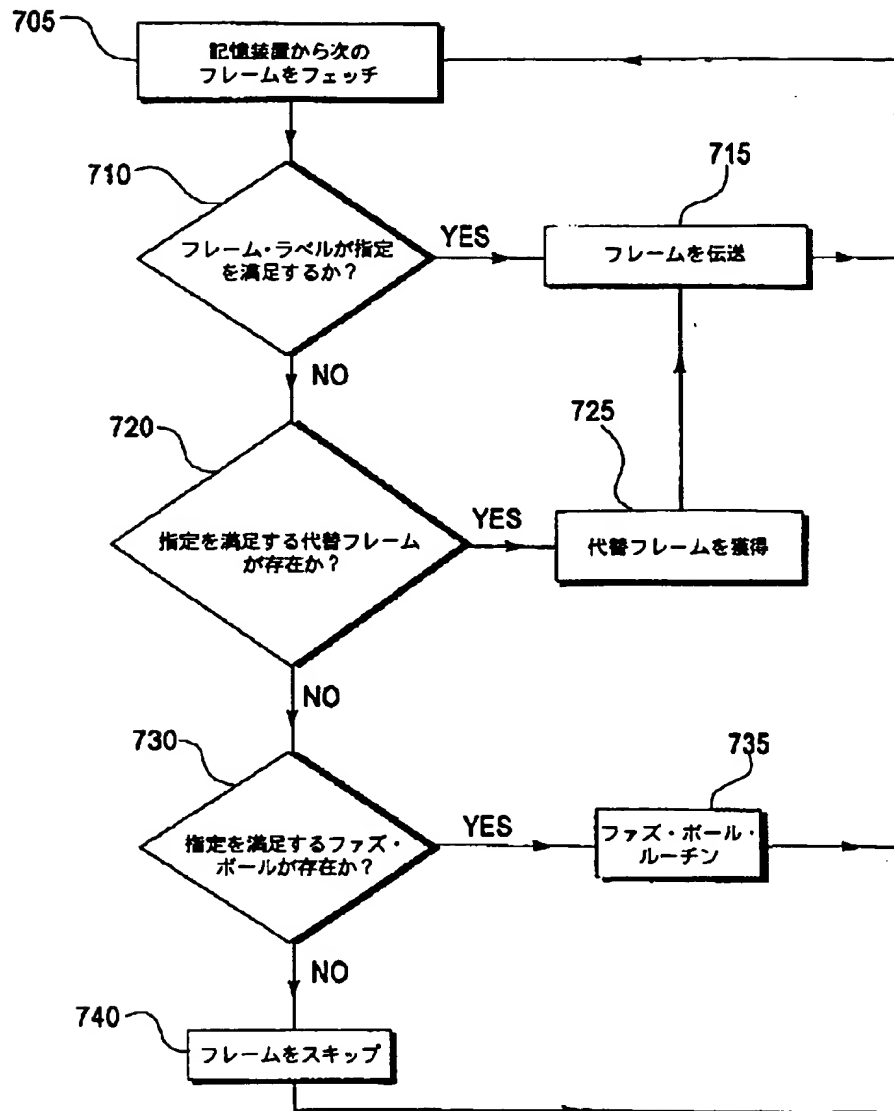 705
記憶装置から次の
フレームをフェッチ
710
フレーム・ラベルが指定
を満足するか?
YES
715
フレームを伝送
NO
720
指定を満足する代替フレーム
が存在か?
YES
725
代替フレームを獲得
NO
730
指定を満足するファズ・
ボールが存在か?
YES
735
ファズ・ボール・
ルーチン
NO
740
フレームをスキップ